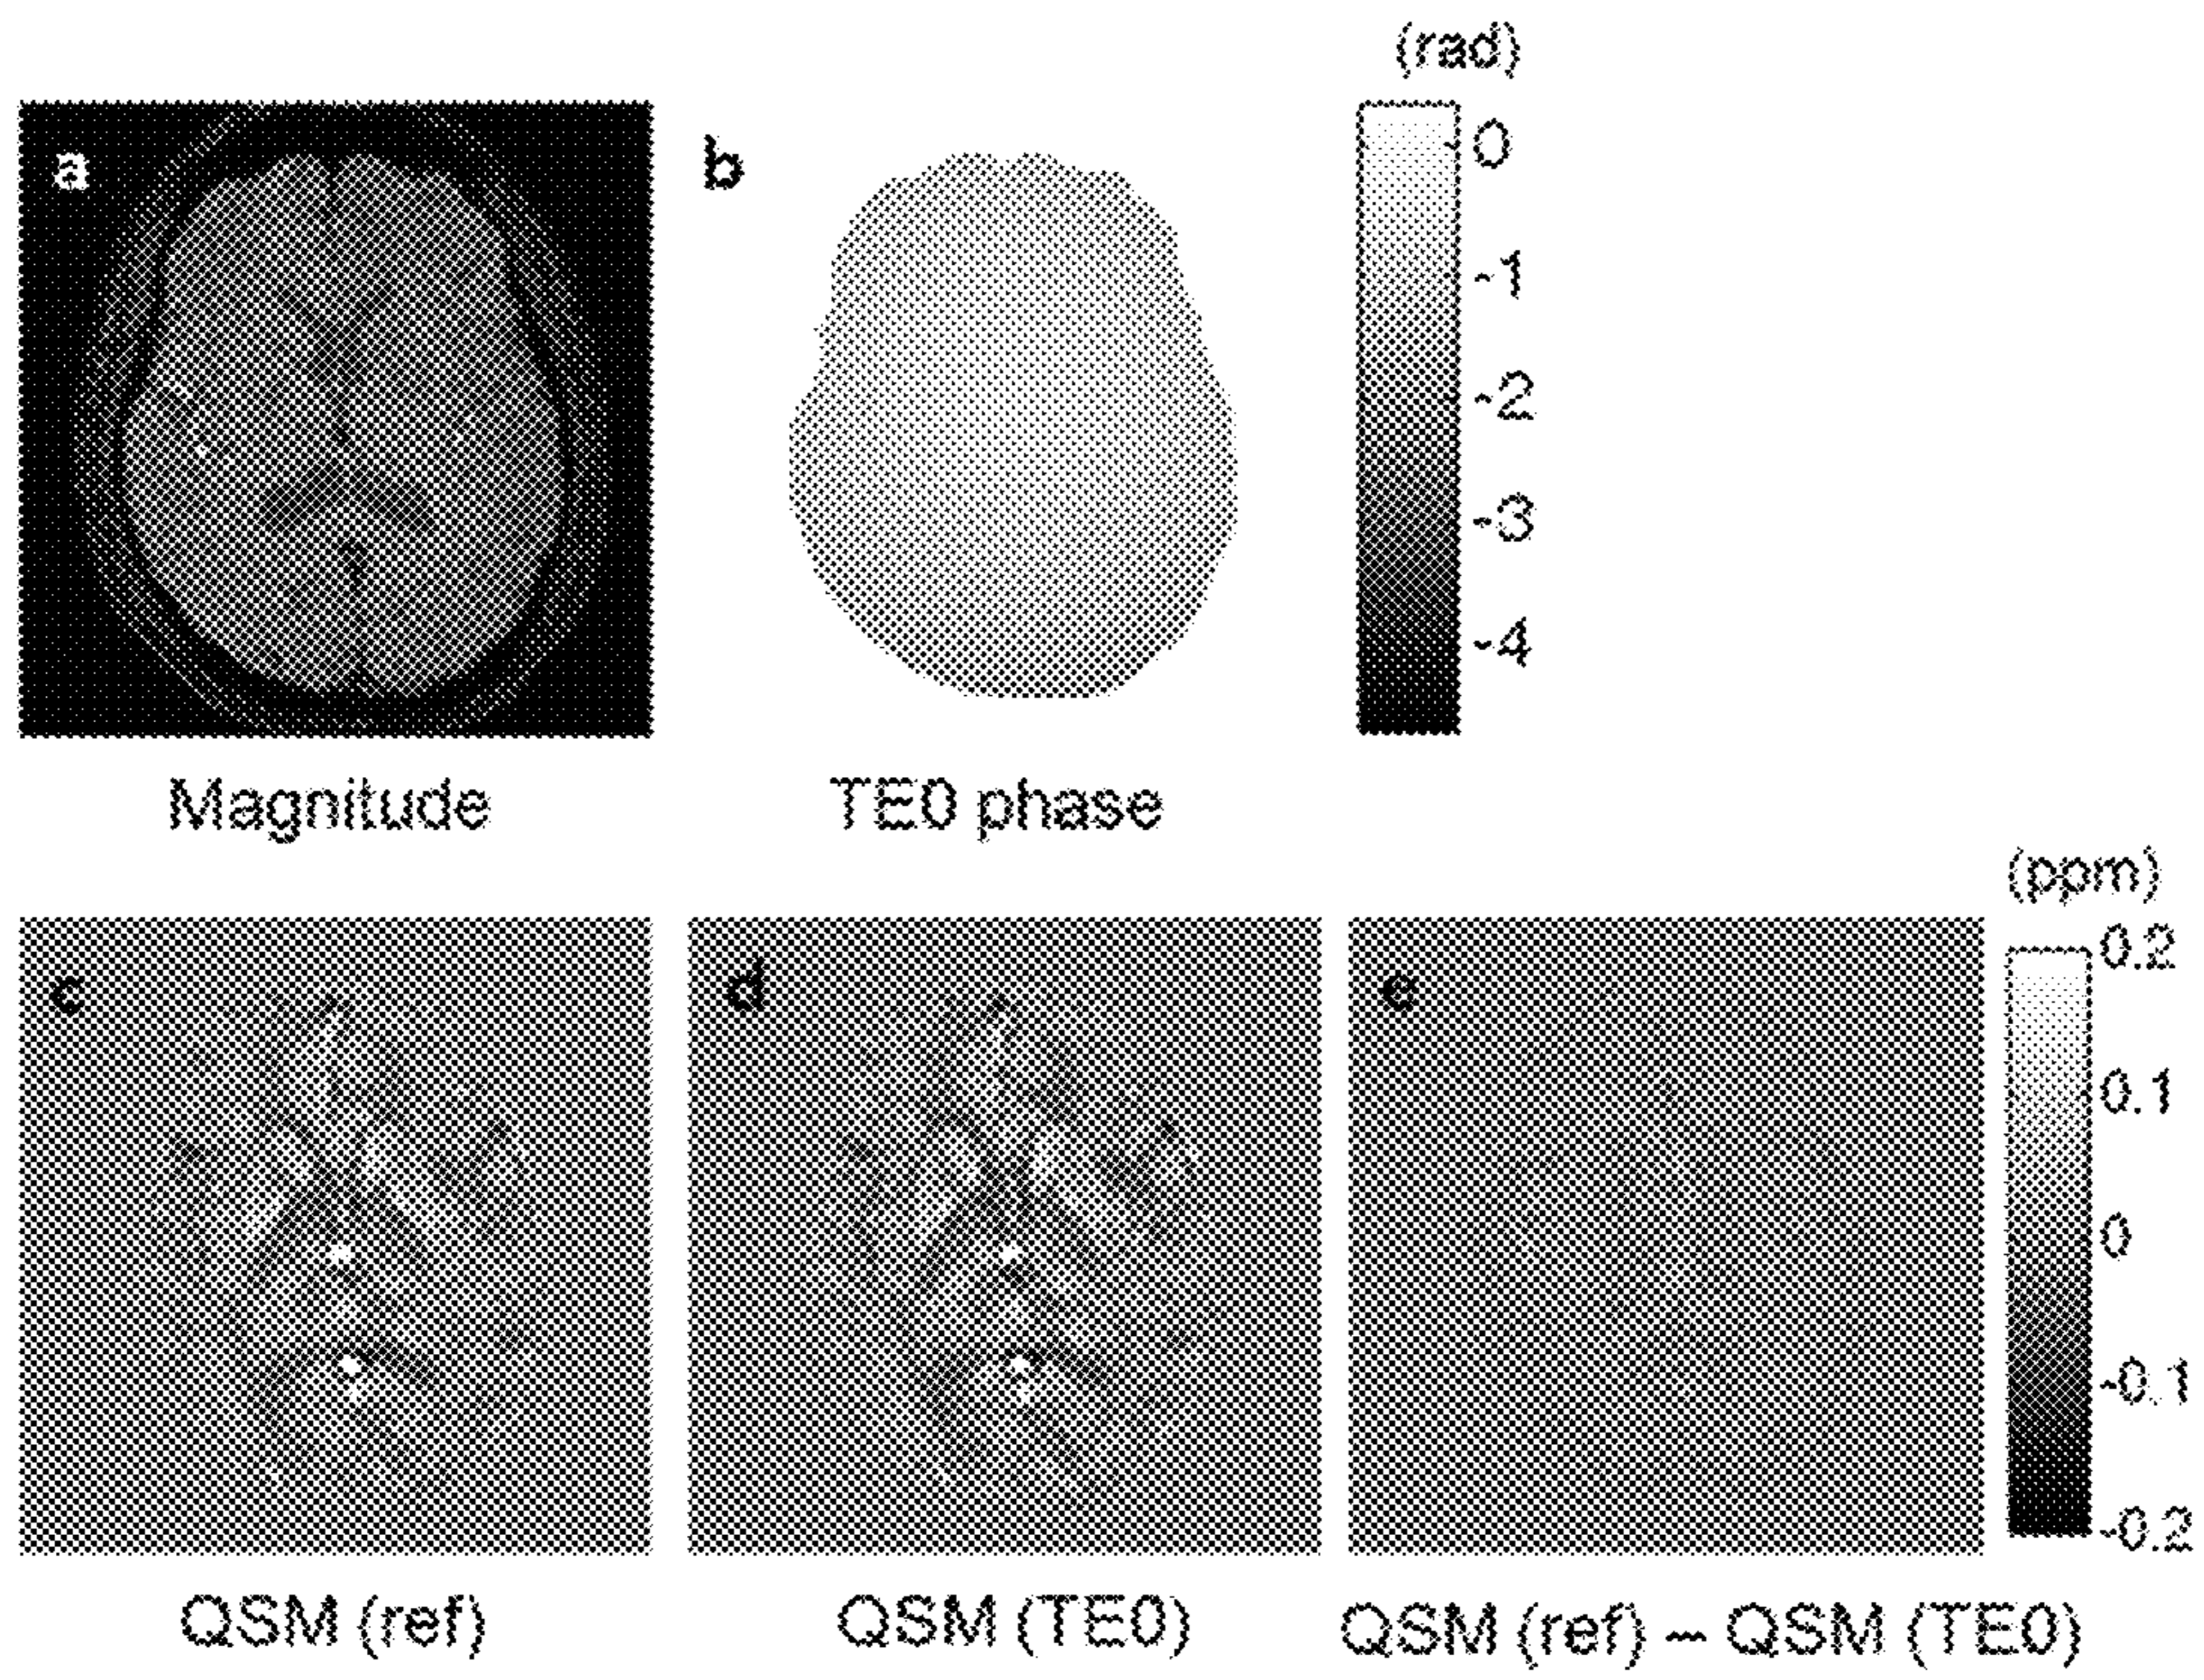 (rad)
a
b
0
-1
-2
-3
-4
Magnitude
TE0 phase
(ppm)
c
d
e
0.2
0.1
0
-0.1
-0.2
QSM (ref)
QSM (TE0)
QSM (ref) – QSM (TE0)